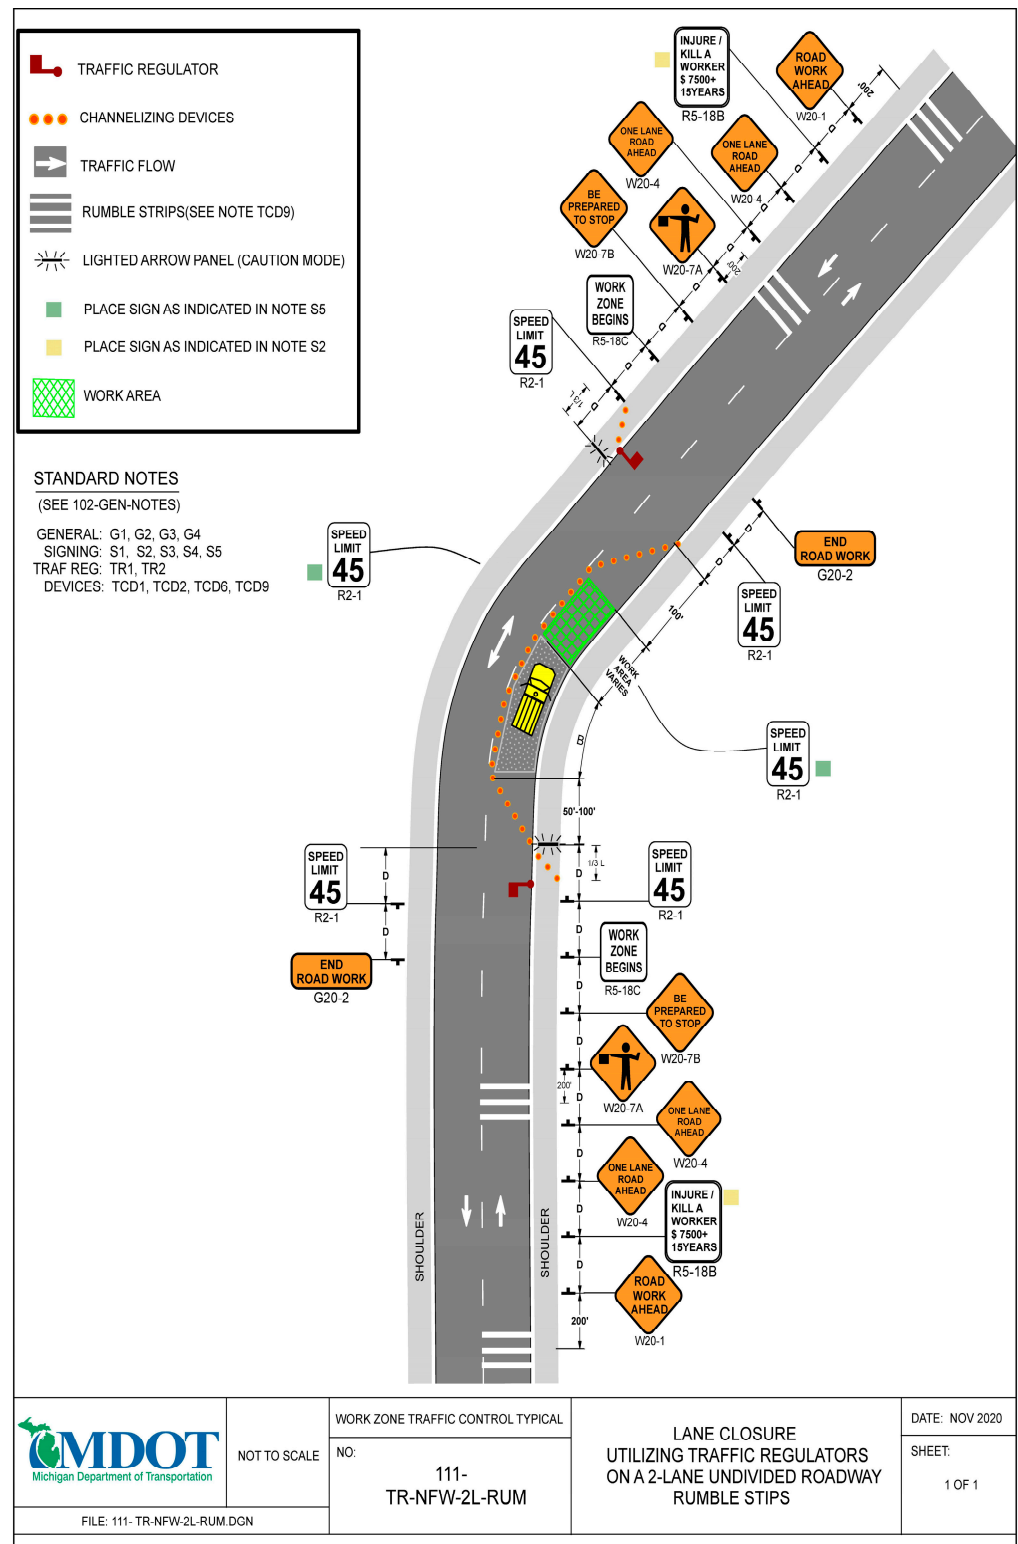 TRAFFIC REGULATOR
CHANNELIZING DEVICES
TRAFFIC FLOW
RUMBLE STRIPS(SEE NOTE TCD9)
LIGHTED ARROW PANEL (CAUTION MODE)
PLACE SIGN AS INDICATED IN NOTE S5
PLACE SIGN AS INDICATED IN NOTE S2
WORK AREA
STANDARD NOTES
(SEE 102-GEN-NOTES)
GENERAL: G1, G2, G3, G4
SIGNING: S1, S2, S3, S4, S5
TRAF REG: TR1, TR2
DEVICES: TCD1, TCD2, TCD6, TCD9
INJURE /
KILL A
WORKER
$ 7500+
15YEARS
R5-18B
ROAD
WORK
AHEAD
W20-1
200'
D
ONE LANE
ROAD
AHEAD
W20-4
D
ONE LANE
ROAD
AHEAD
W20-4
D
BE
PREPARED
TO STOP
W20-7B
D
W20-7A
200'
D
WORK
ZONE
BEGINS
R5-18C
D
SPEED
LIMIT
45
R2-1
D
1/3 L
D
SPEED
LIMIT
45
R2-1
END
ROAD WORK
G20-2
D
SPEED
LIMIT
45
R2-1
D
100'
WORK
AREA
VARIES
B
SPEED
LIMIT
45
R2-1
50'-100'
1/3 L
D
SPEED
LIMIT
45
R2-1
D
SPEED
LIMIT
45
R2-1
D
D
END
ROAD WORK
G20-2
WORK
ZONE
BEGINS
R5-18C
D
BE
PREPARED
TO STOP
W20-7B
D
W20-7A
200'
D
ONE LANE
ROAD
AHEAD
W20-4
D
ONE LANE
ROAD
AHEAD
W20-4
D
INJURE /
KILL A
WORKER
$ 7500+
15YEARS
R5-18B
D
ROAD
WORK
AHEAD
W20-1
200'
SHOULDER
SHOULDER
MDOT
Michigan Department of Transportation
FILE: 111- TR-NFW-2L-RUM.DGN
NOT TO SCALE
WORK ZONE TRAFFIC CONTROL TYPICAL
NO:
111-
TR-NFW-2L-RUM
LANE CLOSURE
UTILIZING TRAFFIC REGULATORS
ON A 2-LANE UNDIVIDED ROADWAY
RUMBLE STIPS
DATE: NOV 2020
SHEET:
1 OF 1